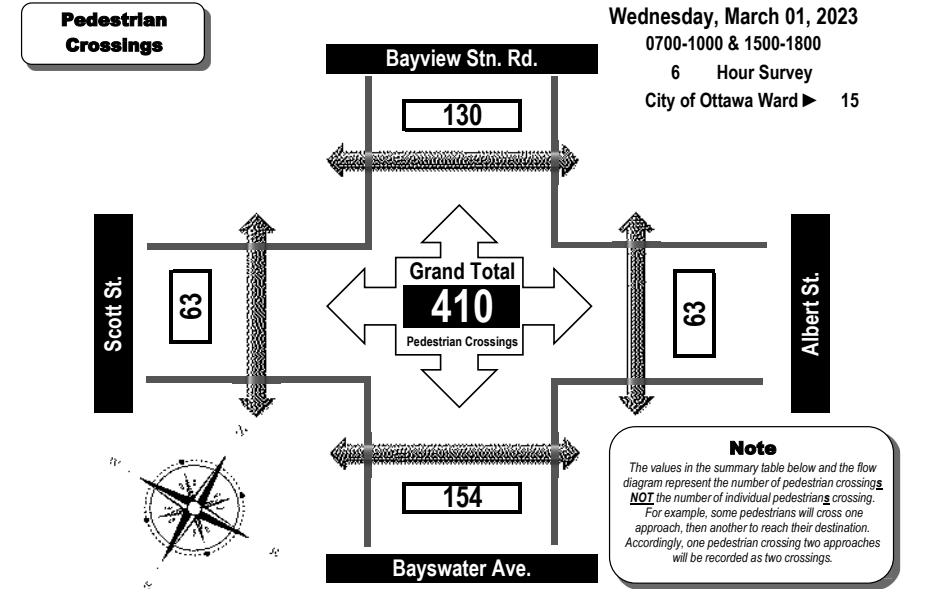 Pedestrian
Crossings
Wednesday, March 01, 2023
0700-1000 & 1500-1800
6 Hour Survey
City of Ottawa Ward ► 15
Bayview Stn. Rd.
130
Scott St.
63
Grand Total
410
Pedestrian Crossings
63
Albert St.
154
Bayswater Ave.
Note
The values in the summary table below and the flow
diagram represent the number of pedestrian crossings
NOT the number of individual pedestrians crossing.
For example, some pedestrians will cross one
approach, then another to reach their destination.
Accordingly, one pedestrian crossing two approaches
will be recorded as two crossings.